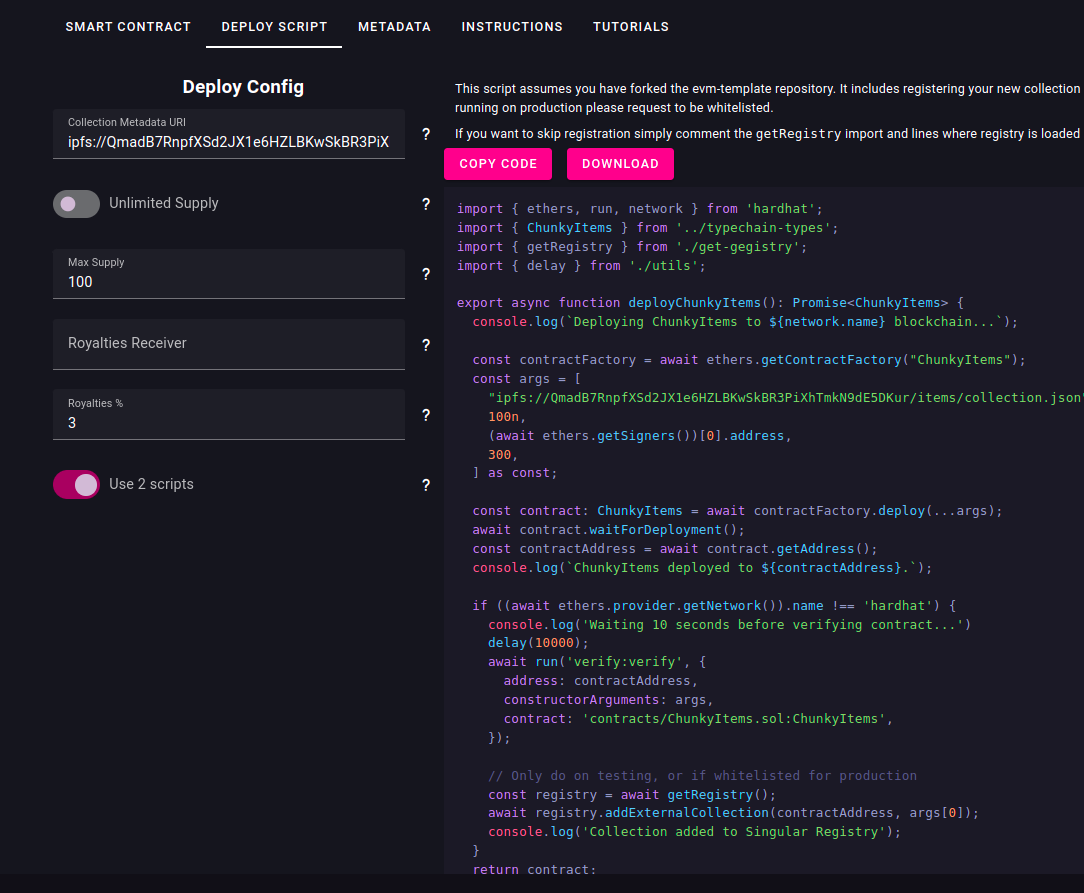 SMART CONTRACT DEPLOY SCRIPT METADATA INSTRUCTIONS TUTORIALS
Deploy Config
Collection Metadata URI
ipfs://QmadB7RnpfXSd2JX1e6HZLBKwSkBR3PiX
?
Unlimited Supply
?
Max Supply
100
?
Royalties Receiver
?
Royalties %
3
?
Use 2 scripts
?
This script assumes you have forked the evm-template repository. It includes registering your new collection
running on production please request to be whitelisted.
If you want to skip registration simply comment the getRegistry import and lines where registry is loaded
COPY CODE DOWNLOAD
import { ethers, run, network } from 'hardhat';
import { ChunkyItems } from '../typechain-types';
import { getRegistry } from './get-gegistry';
import { delay } from './utils';
export async function deployChunkyItems(): Promise<ChunkyItems> {
console.log(`Deploying ChunkyItems to ${network.name} blockchain...`);
const contractFactory = await ethers.getContractFactory("ChunkyItems");
const args = [
"ipfs://QmadB7RnpfXSd2JX1e6HZLBKwSkBR3PiXhTmkN9dE5DKur/items/collection.json"
100n,
(await ethers.getSigners())[0].address,
300,
] as const;
const contract: ChunkyItems = await contractFactory.deploy(...args);
await contract.waitForDeployment();
const contractAddress = await contract.getAddress();
console.log(`ChunkyItems deployed to ${contractAddress}.`);
if ((await ethers.provider.getNetwork()).name !== 'hardhat') {
console.log('Waiting 10 seconds before verifying contract...')
delay(10000);
await run('verify:verify', {
address: contractAddress,
constructorArguments: args,
contract: 'contracts/ChunkyItems.sol:ChunkyItems',
});
// Only do on testing, or if whitelisted for production
const registry = await getRegistry();
await registry.addExternalCollection(contractAddress, args[0]);
console.log('Collection added to Singular Registry');
}
return contract;